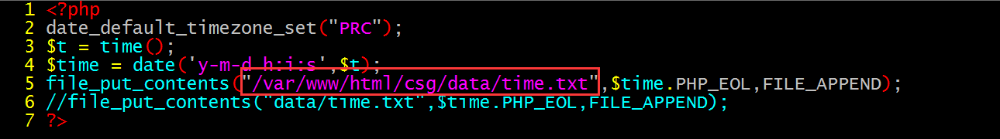 1 <?php
2 date_default_timezone_set("PRC");
3 $t = time();
4 $time = date('y-m-d h:i:s',$t);
5 file_put_contents("/var/www/html/csg/data/time.txt",$time.PHP_EOL,FILE_APPEND);
6 //file_put_contents("data/time.txt",$time.PHP_EOL,FILE_APPEND);
7 ?>